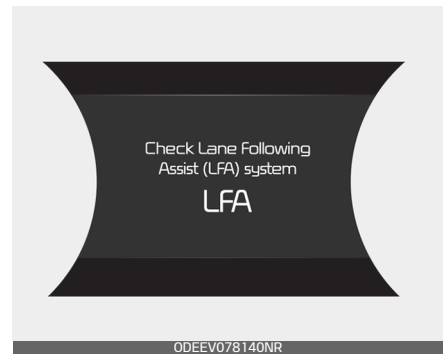 Check Lane Following
Assist (LFA) system
LFA
ODEEV078140NR